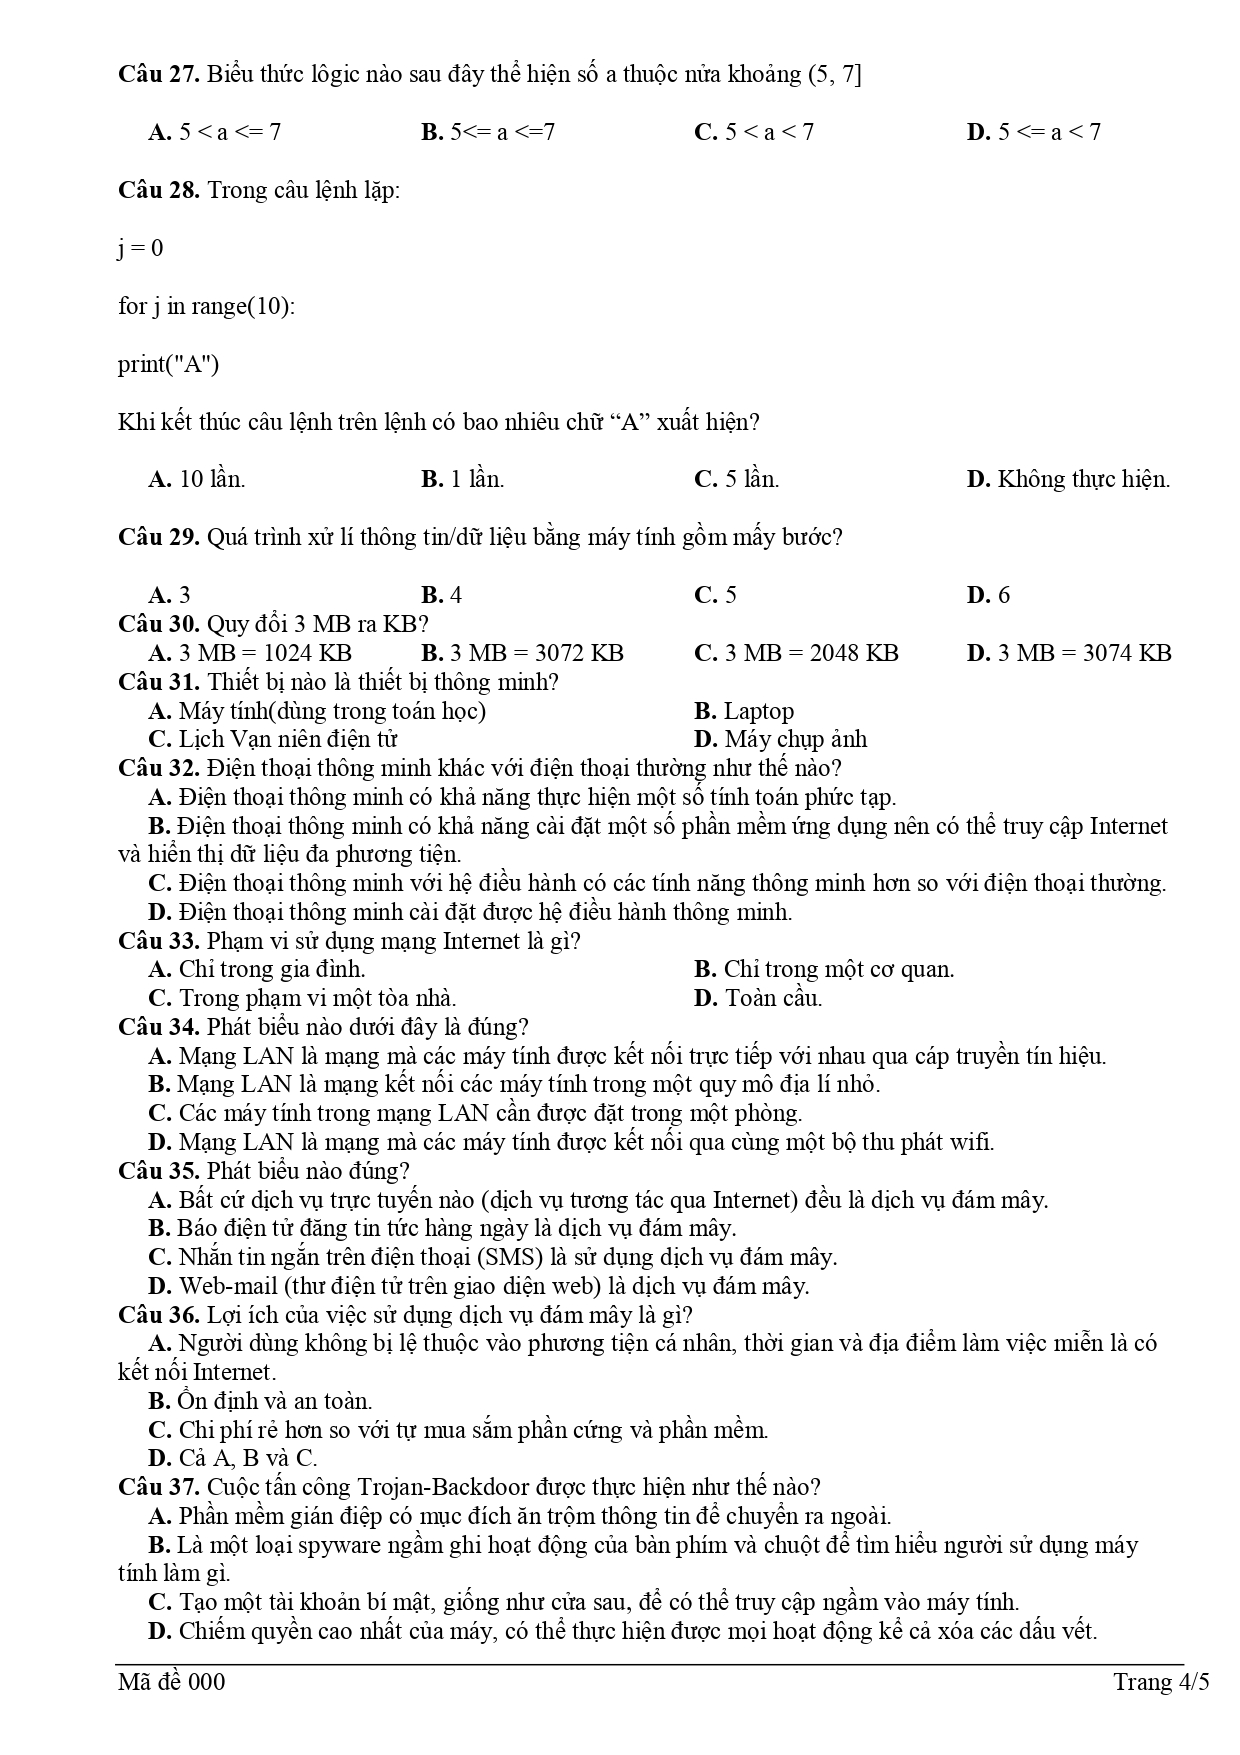 Câu 27. Biểu thức lôgic nào sau đây thể hiện số a thuộc nửa khoảng (5, 7]
A. 5 < a <= 7 B. 5<= a <=7 C. 5 < a < 7 D. 5 <= a < 7
Câu 28. Trong câu lệnh lặp:
j = 0
for j in range(10):
print("A")
Khi kết thúc câu lệnh trên lệnh có bao nhiêu chữ “A” xuất hiện?
A. 10 lần. B. 1 lần. C. 5 lần. D. Không thực hiện.
Câu 29. Quá trình xử lí thông tin/dữ liệu bằng máy tính gồm mấy bước?
A. 3 B. 4 C. 5 D. 6
Câu 30. Quy đổi 3 MB ra KB?
A. 3 MB = 1024 KB B. 3 MB = 3072 KB C. 3 MB = 2048 KB D. 3 MB = 3074 KB
Câu 31. Thiết bị nào là thiết bị thông minh?
A. Máy tính(dùng trong toán học) B. Laptop
C. Lịch Vạn niên điện tử D. Máy chụp ảnh
Câu 32. Điện thoại thông minh khác với điện thoại thường như thế nào?
A. Điện thoại thông minh có khả năng thực hiện một số tính toán phức tạp.
B. Điện thoại thông minh có khả năng cài đặt một số phần mềm ứng dụng nên có thể truy cập Internet
và hiển thị dữ liệu đa phương tiện.
C. Điện thoại thông minh với hệ điều hành có các tính năng thông minh hơn so với điện thoại thường.
D. Điện thoại thông minh cài đặt được hệ điều hành thông minh.
Câu 33. Phạm vi sử dụng mạng Internet là gì?
A. Chỉ trong gia đình. B. Chỉ trong một cơ quan.
C. Trong phạm vi một tòa nhà. D. Toàn cầu.
Câu 34. Phát biểu nào dưới đây là đúng?
A. Mạng LAN là mạng mà các máy tính được kết nối trực tiếp với nhau qua cáp truyền tín hiệu.
B. Mạng LAN là mạng kết nối các máy tính trong một quy mô địa lí nhỏ.
C. Các máy tính trong mạng LAN cần được đặt trong một phòng.
D. Mạng LAN là mạng mà các máy tính được kết nối qua cùng một bộ thu phát wifi.
Câu 35. Phát biểu nào đúng?
A. Bất cứ dịch vụ trực tuyến nào (dịch vụ tương tác qua Internet) đều là dịch vụ đám mây.
B. Báo điện tử đăng tin tức hàng ngày là dịch vụ đám mây.
C. Nhắn tin ngắn trên điện thoại (SMS) là sử dụng dịch vụ đám mây.
D. Web-mail (thư điện tử trên giao diện web) là dịch vụ đám mây.
Câu 36. Lợi ích của việc sử dụng dịch vụ đám mây là gì?
A. Người dùng không bị lệ thuộc vào phương tiện cá nhân, thời gian và địa điểm làm việc miễn là có
kết nối Internet.
B. Ổn định và an toàn.
C. Chi phí rẻ hơn so với tự mua sắm phần cứng và phần mềm.
D. Cả A, B và C.
Câu 37. Cuộc tấn công Trojan-Backdoor được thực hiện như thế nào?
A. Phần mềm gián điệp có mục đích ăn trộm thông tin để chuyển ra ngoài.
B. Là một loại spyware ngầm ghi hoạt động của bàn phím và chuột để tìm hiểu người sử dụng máy
tính làm gì.
C. Tạo một tài khoản bí mật, giống như cửa sau, để có thể truy cập ngầm vào máy tính.
D. Chiếm quyền cao nhất của máy, có thể thực hiện được mọi hoạt động kể cả xóa các dấu vết.
Mã đề 000 Trang 4/5